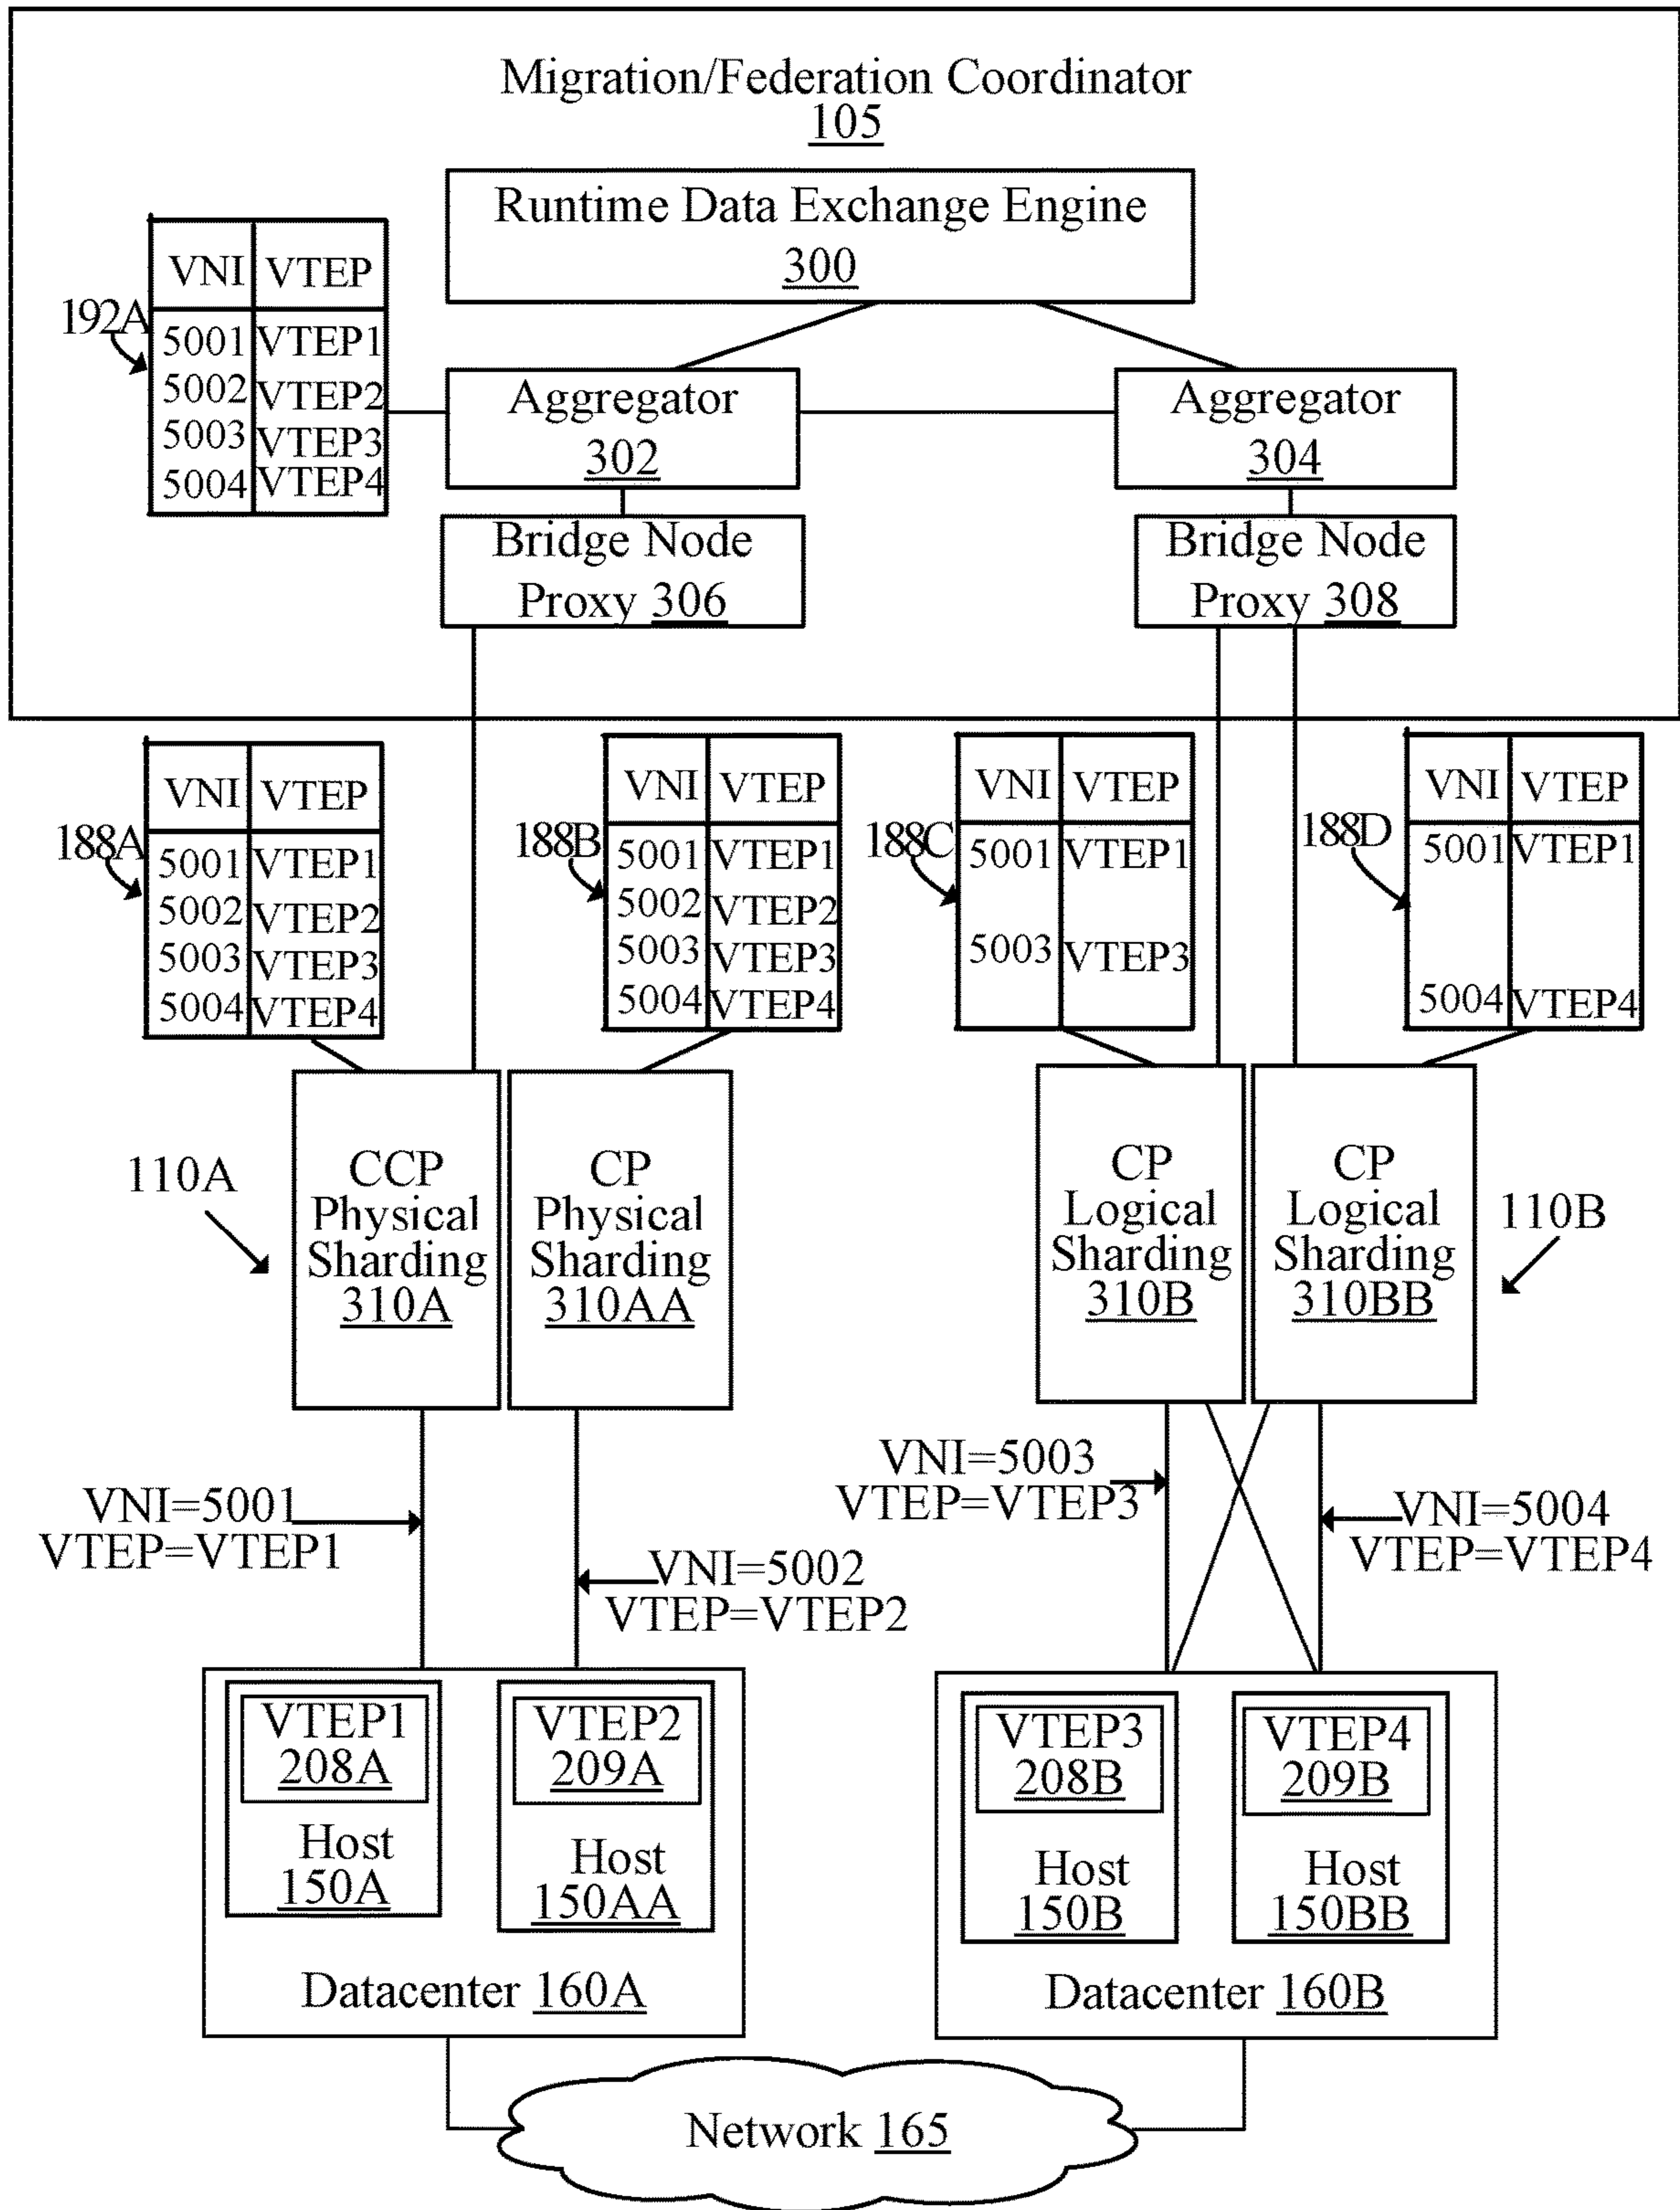 Migration/Federation Coordinator
105
Runtime Data Exchange Engine
300
VNI VTEP
192A
5001 VTEP1
5002 VTEP2
5003 VTEP3
5004 VTEP4
Aggregator
302
Aggregator
304
Bridge Node
Proxy 306
Bridge Node
Proxy 308
VNI VTEP
188A
5001 VTEP1
5002 VTEP2
5003 VTEP3
5004 VTEP4
VNI VTEP
188B
5001 VTEP1
5002 VTEP2
5003 VTEP3
5004 VTEP4
VNI VTEP
188C
5001 VTEP1
5003 VTEP3
VNI VTEP
188D
5001 VTEP1
5004 VTEP4
110A
CCP
Physical
Sharding
310A
CP
Physical
Sharding
310AA
CP
Logical
Sharding
310B
CP
Logical
Sharding
310BB
110B
VNI=5001
VTEP=VTEP1
VNI=5002
VTEP=VTEP2
VNI=5003
VTEP=VTEP3
VNI=5004
VTEP=VTEP4
VTEP1
208A
Host
150A
VTEP2
209A
Host
150AA
Datacenter 160A
VTEP3
208B
Host
150B
VTEP4
209B
Host
150BB
Datacenter 160B
Network 165